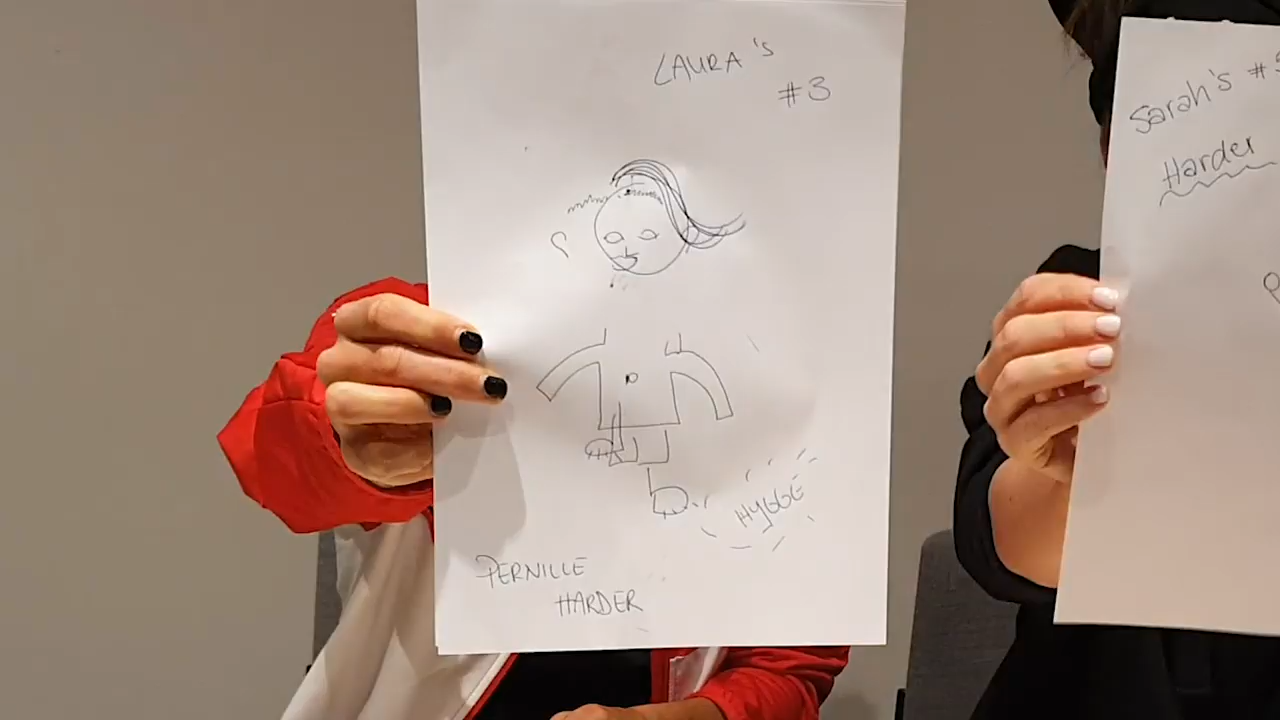 LAURA'S
#3
HYGGE
PERNILLE
HARDER
Sarah's #
Harder